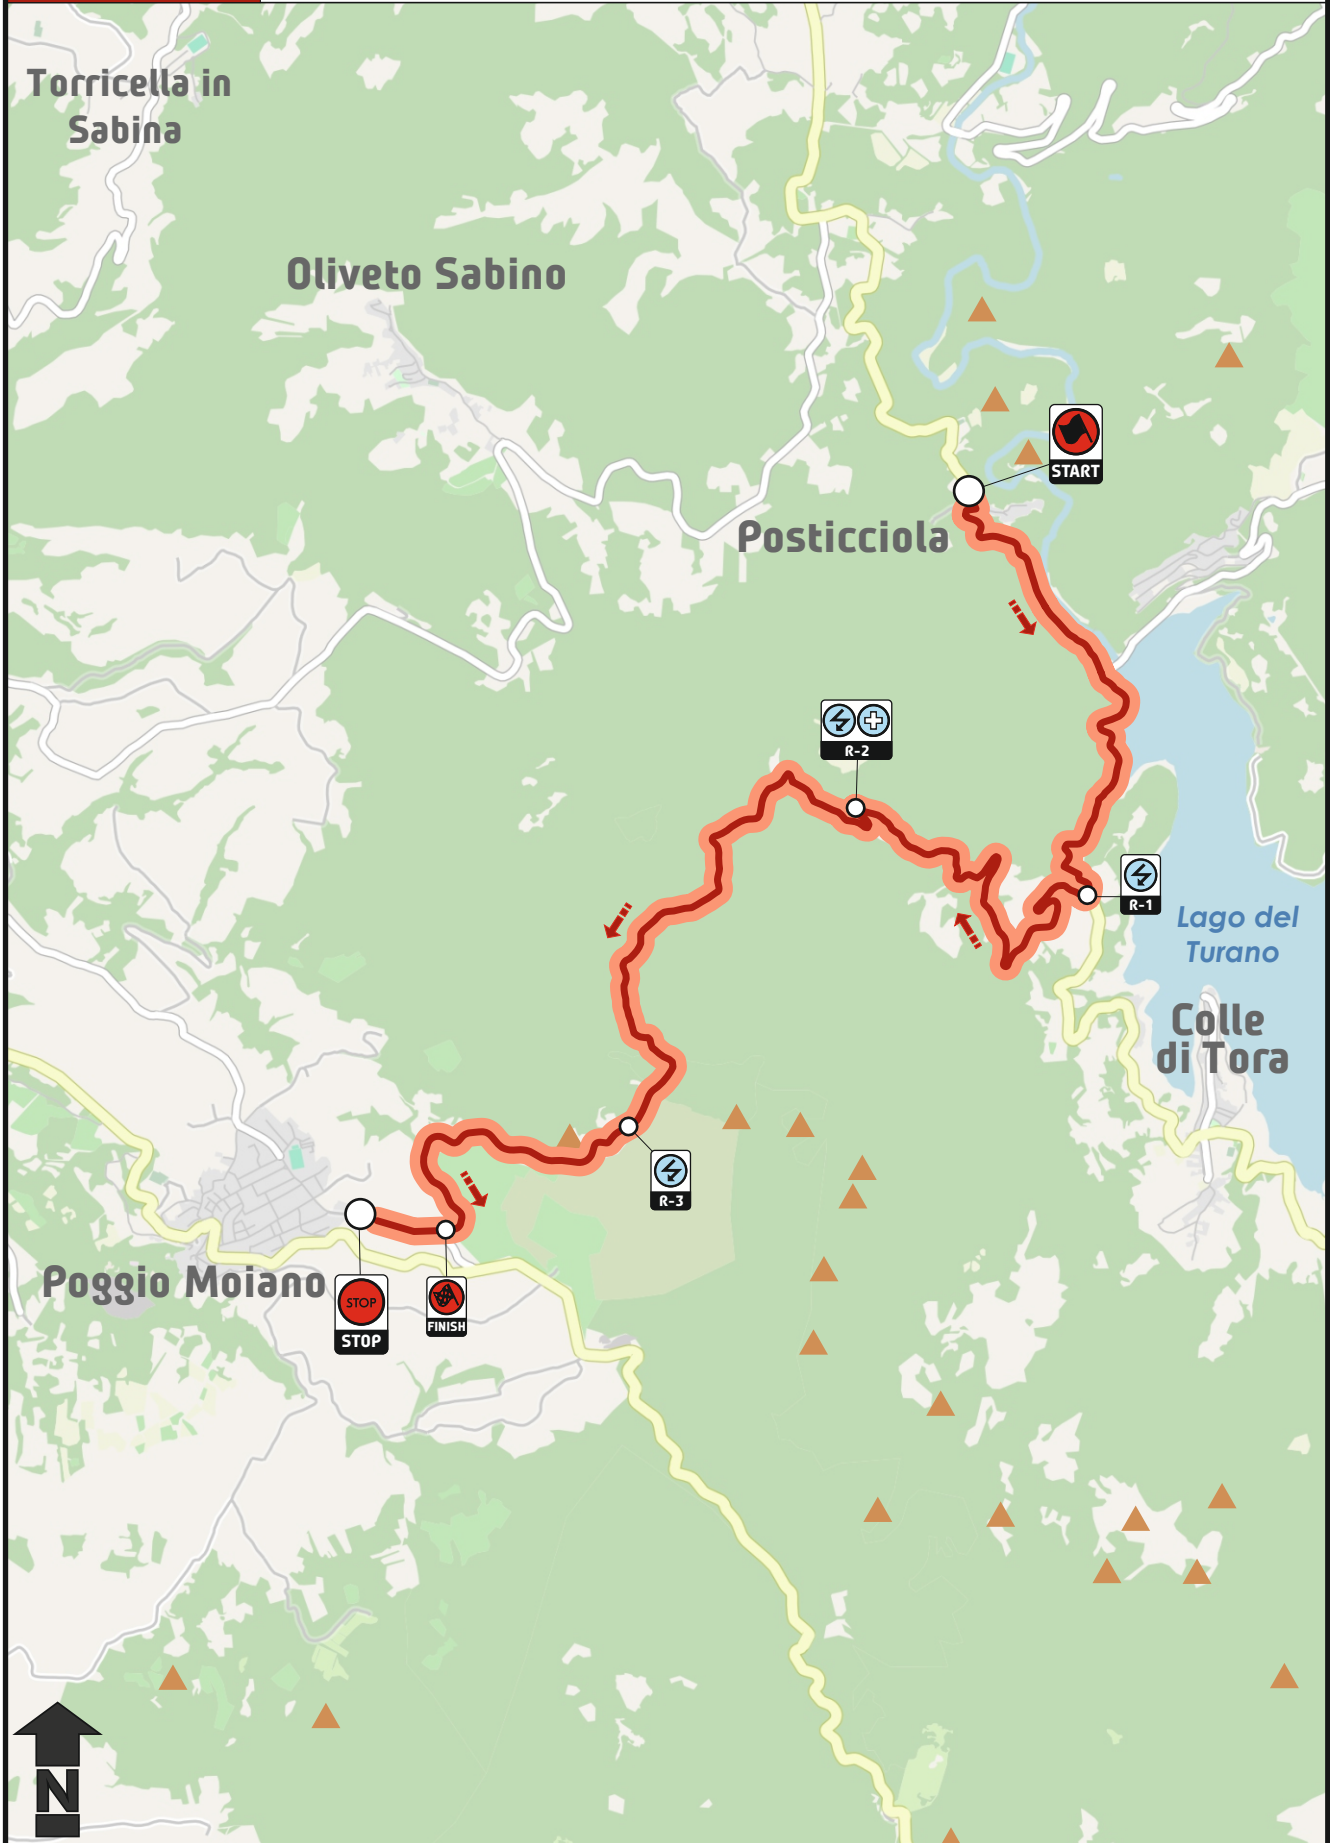 Torricella in
Sabina
Oliveto Sabino
START
Posticciola
R-2
R-1
Lago del
Turano
Colle
di Tora
R-3
Poggio Moiano
STOP
STOP
FINISH
N